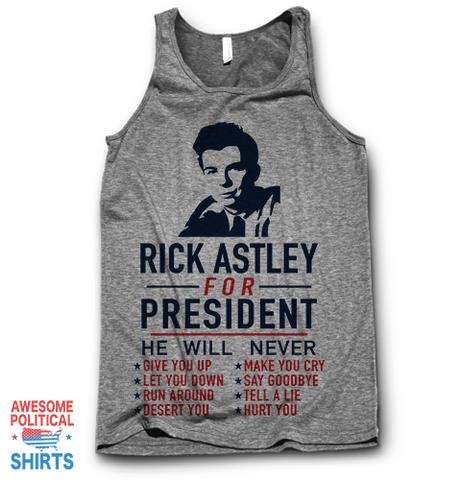 RICK ASTLEY
FOR
PRESIDENT
HE WILL NEVER
★GIVE YOU UP ★MAKE YOU CRY
★LET YOU DOWN ★SAY GOODBYE
★RUN AROUND ★TELL A LIE
★DESERT YOU ★HURT YOU
AWESOME
POLITICAL
SHIRTS